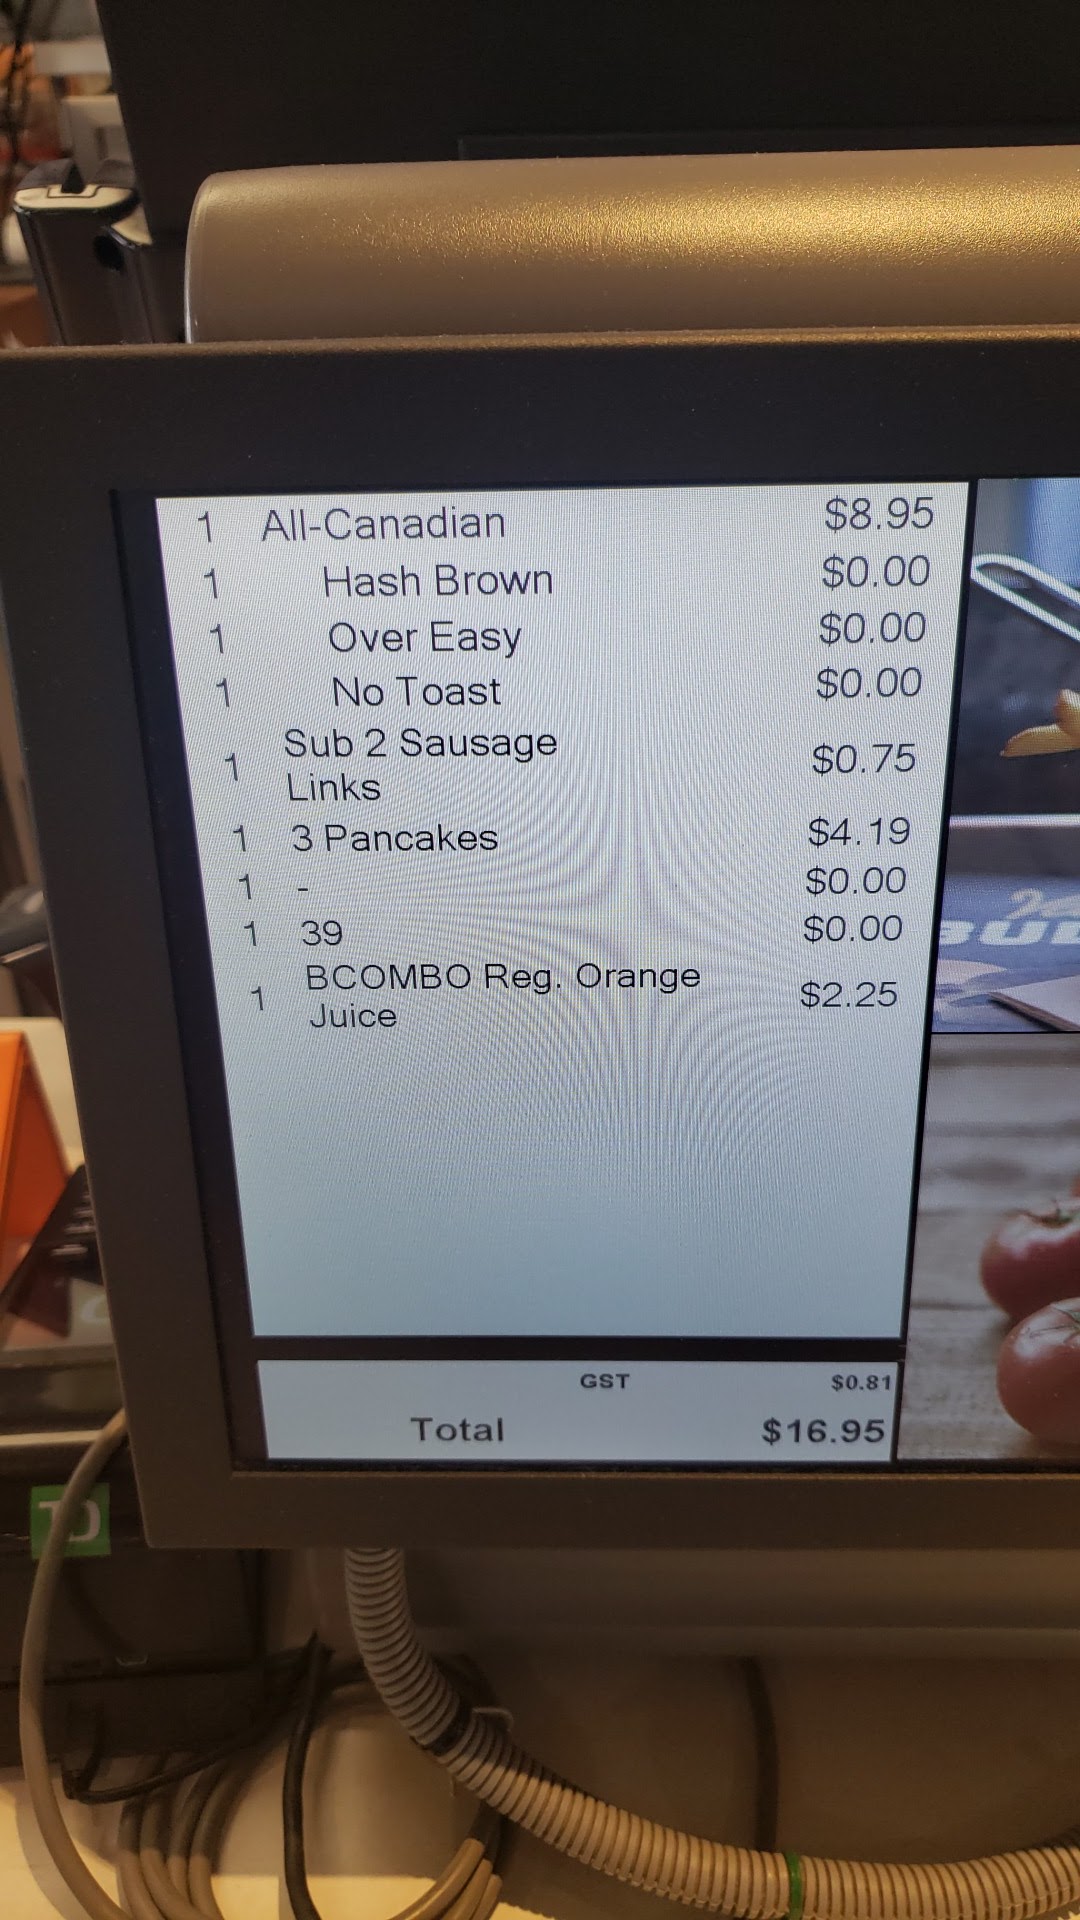 1 All-Canadian $8.95
1 Hash Brown $0.00
1 Over Easy $0.00
1 No Toast $0.00
1 Sub 2 Sausage
Links $0.75
1 3 Pancakes $4.19
1 - $0.00
1 39 $0.00
1 BCOMBO Reg. Orange
Juice $2.25
GST $0.81
Total $16.95
TD